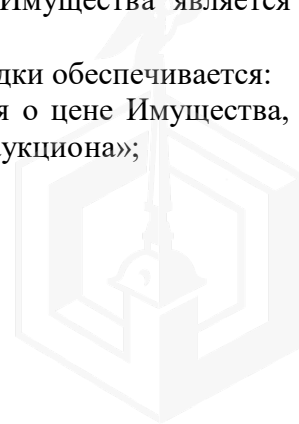 Имущества является
дки обеспечивается:
я о цене Имущества,
укциона»;